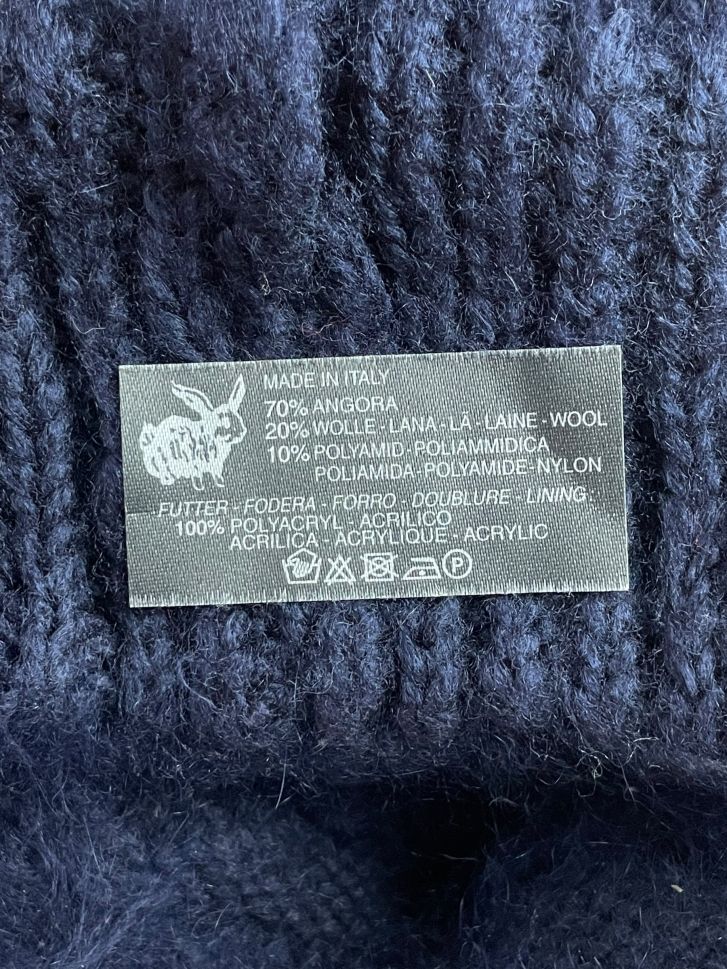 MADE IN ITALY
70% ANGORA
20% WOLLE - LANA - LÃ - LAINE - WOOL
10% POLYAMID - POLIAMMIDICA
POLIAMIDA - POLYAMIDE - NYLON
FUTTER - FODERA - FORRO - DOUBLURE - LINING :
100% POLYACRYL - ACRILICO
ACRILICA - ACRYLIQUE - ACRYLIC
P